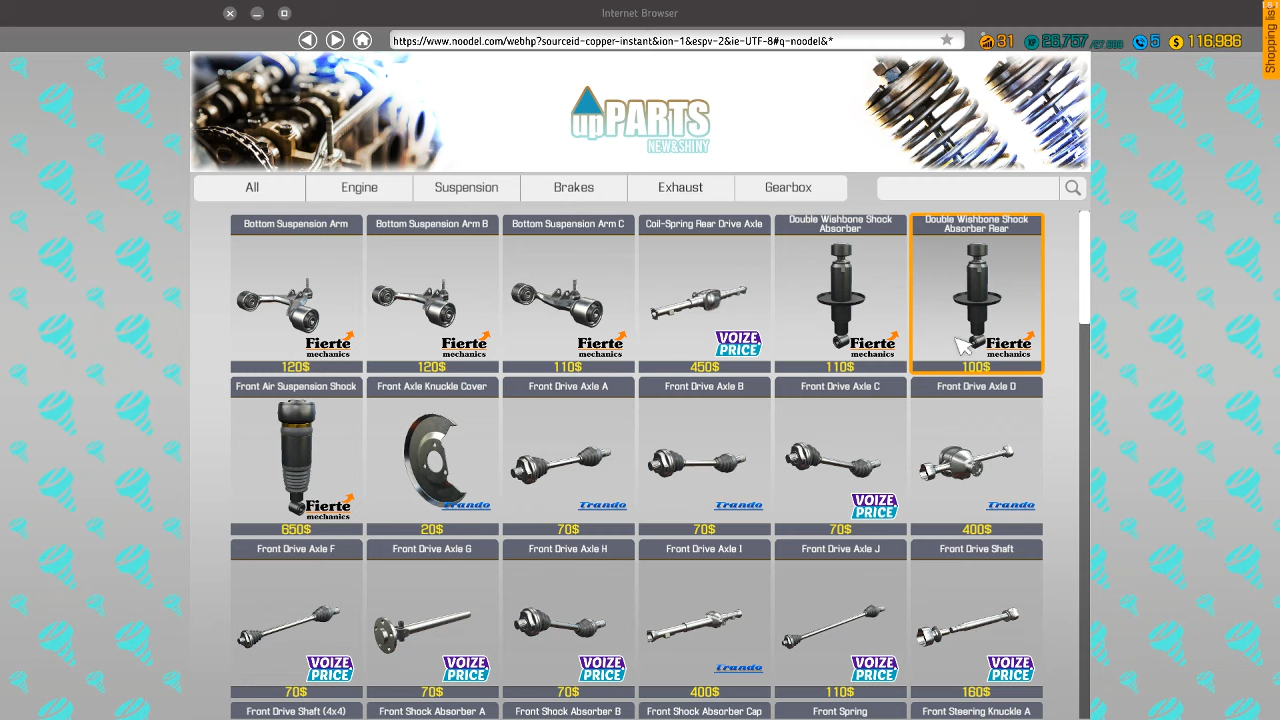 Internet Browser
https://www.noodel.com/webhp?sourceid-copper-instant&ion-1&espv-2&ie-UTF-8#q-noodel&*
31
5
116,986
Shopping list
upPARTS
NEW&SHINY
All
Engine
Suspension
Brakes
Exhaust
Gearbox
Bottom Suspension Arm
Bottom Suspension Arm B
Bottom Suspension Arm C
Coil-Spring Rear Drive Axle
Double Wishbone Shock
Absorber
Double Wishbone Shock
Absorber Rear
Fierte
mechanics
Fierte
mechanics
Fierte
mechanics
VOIZE
PRICE
Fierte
mechanics
Fierte
mechanics
120$
120$
110$
450$
110$
100$
Front Air Suspension Shock
Front Axle Knuckle Cover
Front Drive Axle A
Front Drive Axle B
Front Drive Axle C
Front Drive Axle D
Fierte
mechanics
Trando
Trando
Trando
VOIZE
PRICE
Trando
650$
20$
70$
70$
70$
400$
Front Drive Axle F
Front Drive Axle G
Front Drive Axle H
Front Drive Axle I
Front Drive Axle J
Front Drive Shaft
VOIZE
PRICE
VOIZE
PRICE
VOIZE
PRICE
Trando
VOIZE
PRICE
VOIZE
PRICE
70$
70$
70$
400$
110$
160$
Front Drive Shaft (4x4)
Front Shock Absorber A
Front Shock Absorber B
Front Shock Absorber Cap
Front Spring
Front Steering Knuckle A